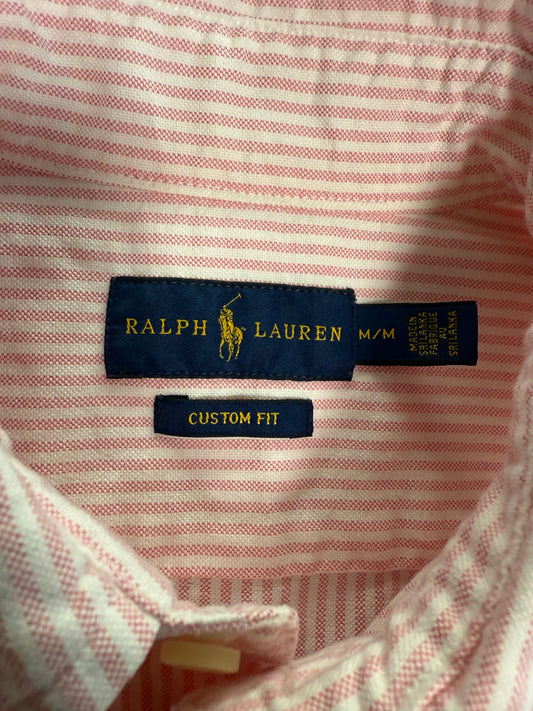 RALPH LAUREN
M/M
MADE IN
SRI LANKA
FABRIQUE
AU
SRI LANKA
CUSTOM FIT